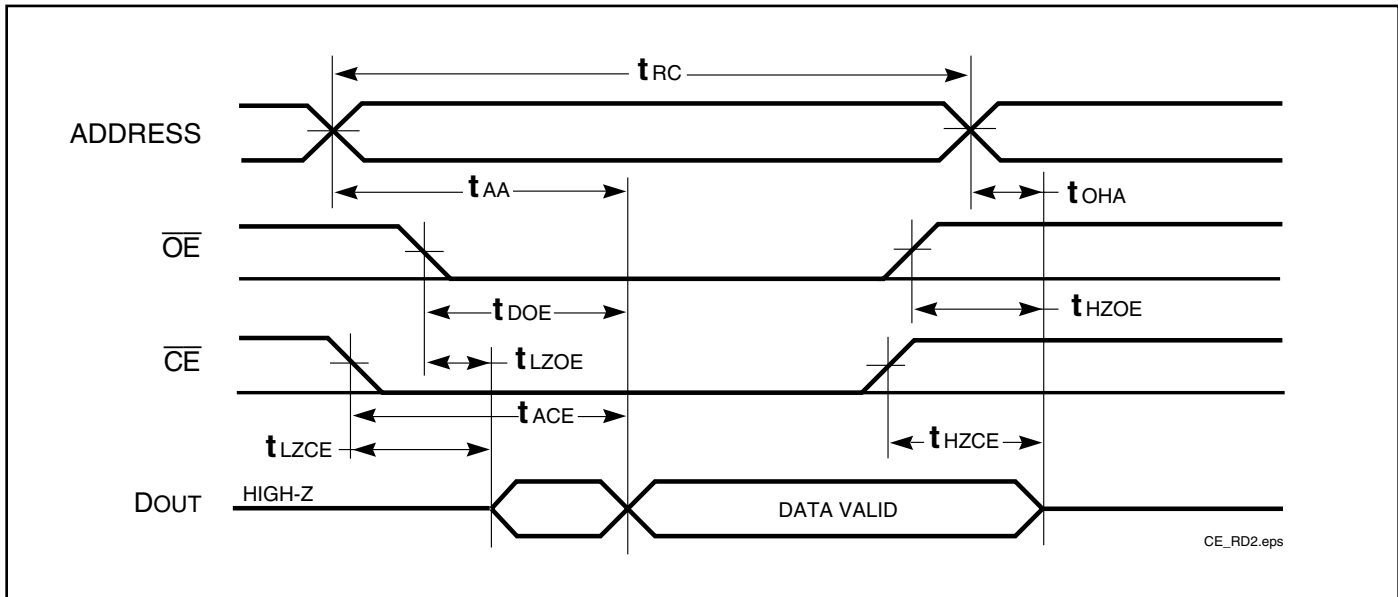 tRC
ADDRESS
tAA
tOHA
OE
tDOE
tHZOE
CE
tLZOE
tACE
tLZCE
tHZCE
DOUT
HIGH-Z
DATA VALID
CE_RD2.eps